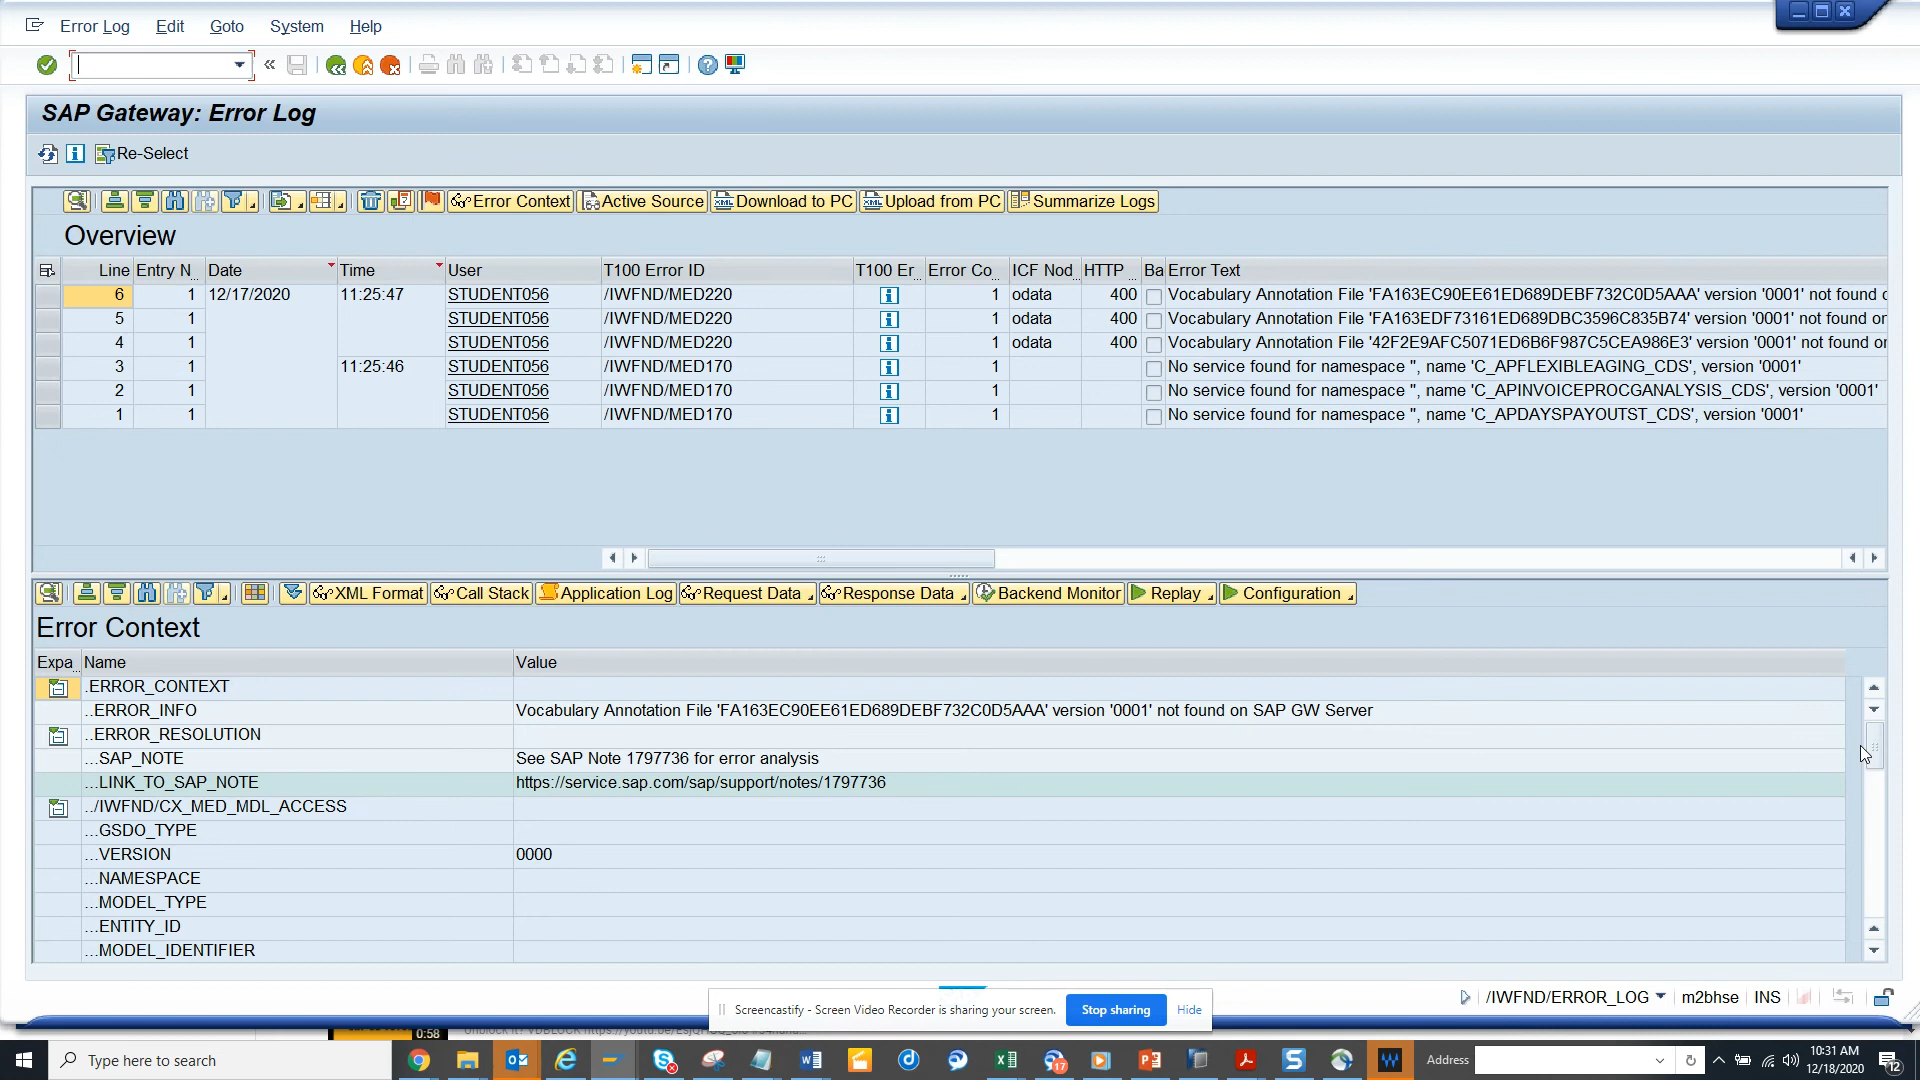 Error Log Edit Goto System Help
SAP Gateway: Error Log
Re-Select
Error Context Active Source Download to PC Upload from PC Summarize Logs
Overview
Line Entry N.. Date Time User T100 Error ID T100 Er.. Error Co.. ICF Nod.. HTTP .. Ba Error Text
6 1 12/17/2020 11:25:47 STUDENT056 /IWFND/MED220 1 odata 400 Vocabulary Annotation File 'FA163EC90EE61ED689DEBF732C0D5AAA' version '0001' not found
5 1 STUDENT056 /IWFND/MED220 1 odata 400 Vocabulary Annotation File 'FA163EDF73161ED689DBC3596C835B74' version '0001' not found on
4 1 STUDENT056 /IWFND/MED220 1 odata 400 Vocabulary Annotation File '42F2E9AFC5071ED6B6F987C5CEA986E3' version '0001' not found on
3 1 11:25:46 STUDENT056 /IWFND/MED170 1 No service found for namespace '', name 'C_APFLEXIBLEAGING_CDS', version '0001'
2 1 STUDENT056 /IWFND/MED170 1 No service found for namespace '', name 'C_APINVOICEPROCGANALYSIS_CDS', version '0001'
1 1 STUDENT056 /IWFND/MED170 1 No service found for namespace '', name 'C_APDAYSPAYOUTST_CDS', version '0001'
XML Format Call Stack Application Log Request Data Response Data Backend Monitor Replay Configuration
Error Context
Expa.. Name Value
.ERROR_CONTEXT
..ERROR_INFO Vocabulary Annotation File 'FA163EC90EE61ED689DEBF732C0D5AAA' version '0001' not found on SAP GW Server
..ERROR_RESOLUTION
...SAP_NOTE See SAP Note 1797736 for error analysis
...LINK_TO_SAP_NOTE https://service.sap.com/sap/support/notes/1797736
../IWFND/CX_MED_MDL_ACCESS
...GSDO_TYPE
...VERSION 0000
...NAMESPACE
...MODEL_TYPE
...ENTITY_ID
...MODEL_IDENTIFIER
/IWFND/ERROR_LOG m2bhse INS
Screencastify - Screen Video Recorder is sharing your screen. Stop sharing Hide
0:58
Type here to search 17 Address 10:31 AM
12/18/2020 12